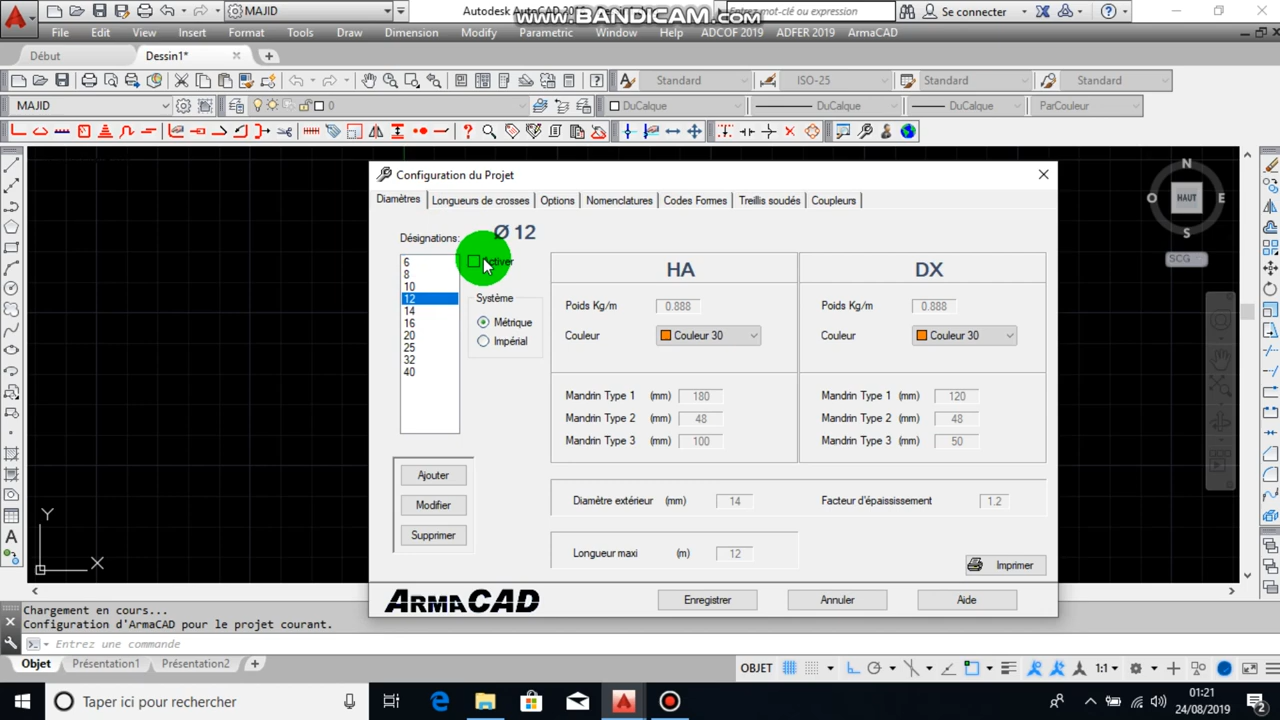 MAJID
Autodesk AutoCAD 20
www.BANDICAM.com
trez mot-clé ou expression
Se connecter
File Edit View Insert Format Tools Draw Dimension Modify Parametric Window Help ADCOF 2019 ADFER 2019 ArmaCAD
Début Dessin1*
Standard ISO-25 Standard Standard
MAJID 0 DuCalque DuCalque DuCalque ParCouleur
N
O HAUT E
S
SCG
Configuration du Projet
Diamètres Longueurs de crosses Options Nomenclatures Codes Formes Treillis soudés Coupleurs
Ø 12
Désignations:
Activer
6
8
10
12
14
16
20
25
32
40
Système
Métrique
Impérial
HA DX
Poids Kg/m 0.888 Poids Kg/m 0.888
Couleur Couleur 30 Couleur Couleur 30
Mandrin Type 1 (mm) 180 Mandrin Type 1 (mm) 120
Mandrin Type 2 (mm) 48 Mandrin Type 2 (mm) 48
Mandrin Type 3 (mm) 100 Mandrin Type 3 (mm) 50
Ajouter
Modifier
Supprimer
Diamètre extérieur (mm) 14 Facteur d'épaississement 1.2
Longueur maxi (m) 12
Imprimer
ARMACAD Enregistrer Annuler Aide
Y
X
Chargement en cours...
Configuration d'ArmaCAD pour le projet courant.
Entrez une commande
Objet Présentation1 Présentation2
OBJET 1:1
Taper ici pour rechercher
01:21
24/08/2019
2